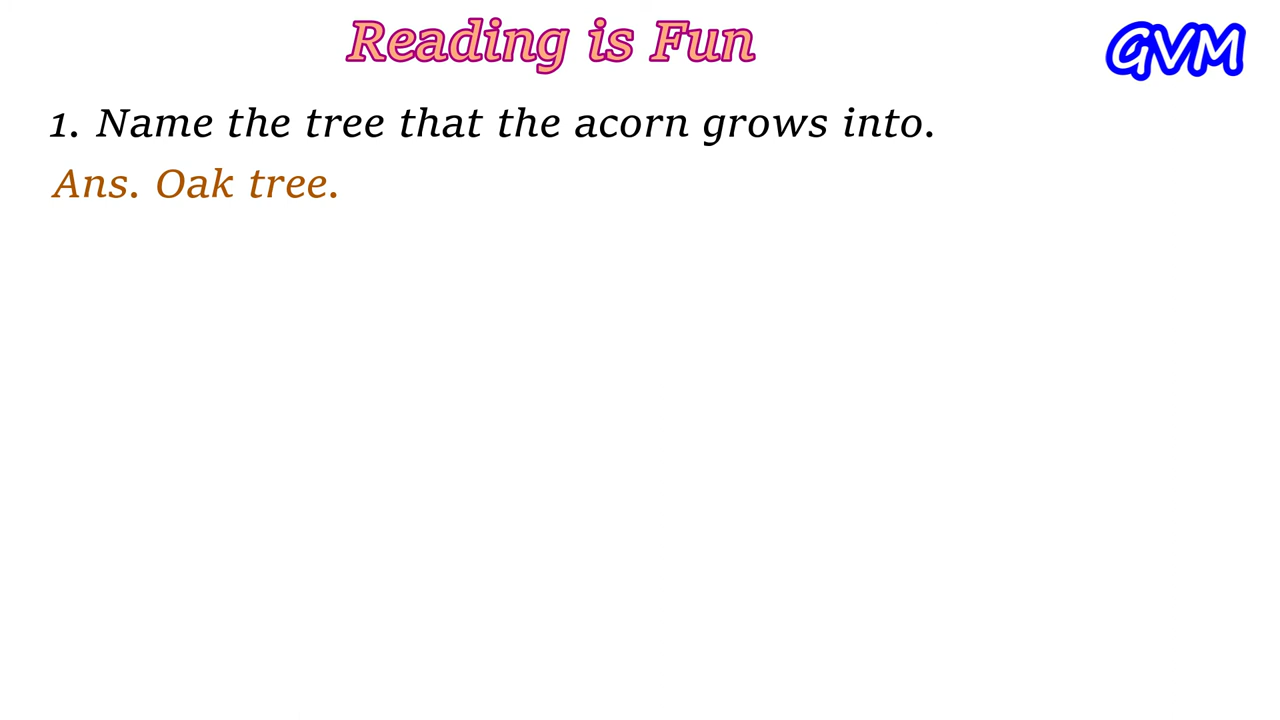 Reading is Fun
GVM
1. Name the tree that the acorn grows into.
Ans. Oak tree.